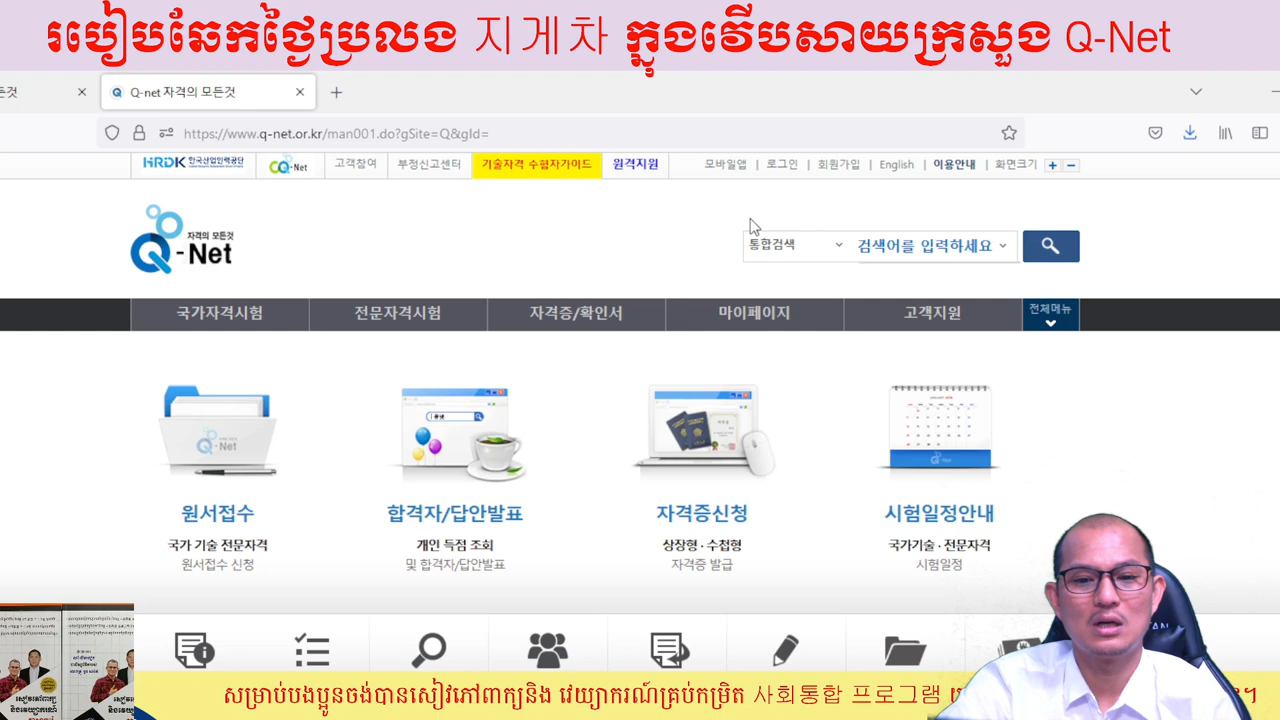 របៀបឆែកថ្ងៃប្រលង 지게차 ក្នុងវើបសាយក្រសួង Q-Net
든것 × Q-net 자격의 모든것 × +
https://www.q-net.or.kr/man001.do?gSite=Q&gId=
HRDK 한국산업인력공단 CQ-Net 고객참여 부정신고센터 기술자격 수험자가이드 원격지원 모바일앱 | 로그인 | 회원가입 | English | 이용안내 | 화면크기 + −
자격의 모든것
Q-Net
통합검색 검색어를 입력하세요
국가자격시험 전문자격시험 자격증/확인서 마이페이지 고객지원 전체메뉴
Q-Net
원서접수 합격자/답안발표 자격증신청 시험일정안내
국가 기술 전문자격 개인 득점 조회 상장형 · 수첩형 국가기술 · 전문자격
원서접수 신청 및 합격자/답안발표 자격증 발급 시험일정
សម្រាប់បងប្អូនចង់បានសៀវភៅពាក្យនិង វេយ្យាករណ៍គ្រប់កម្រិត 사회통합 프로그램